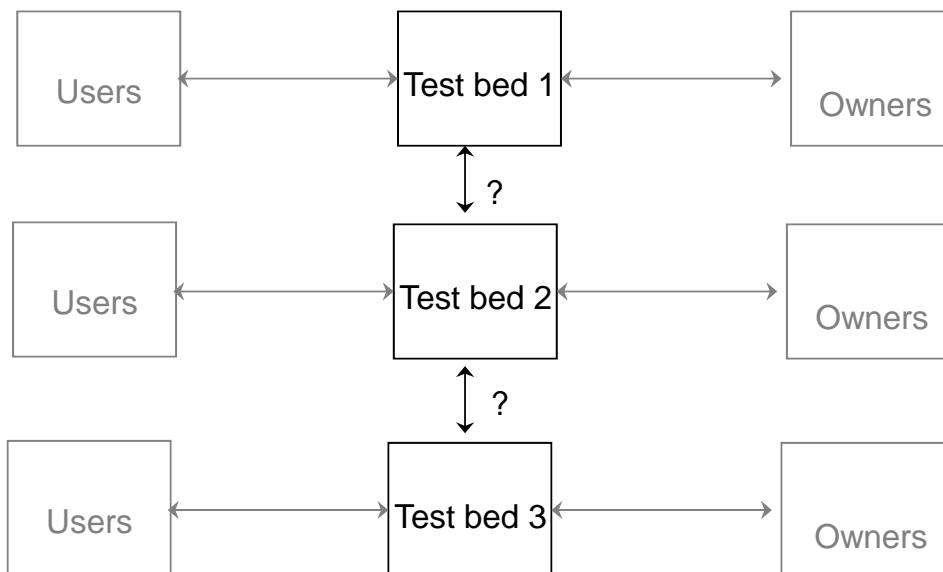 Users
Test bed 1
Owners
?
Users
Test bed 2
Owners
?
Users
Test bed 3
Owners